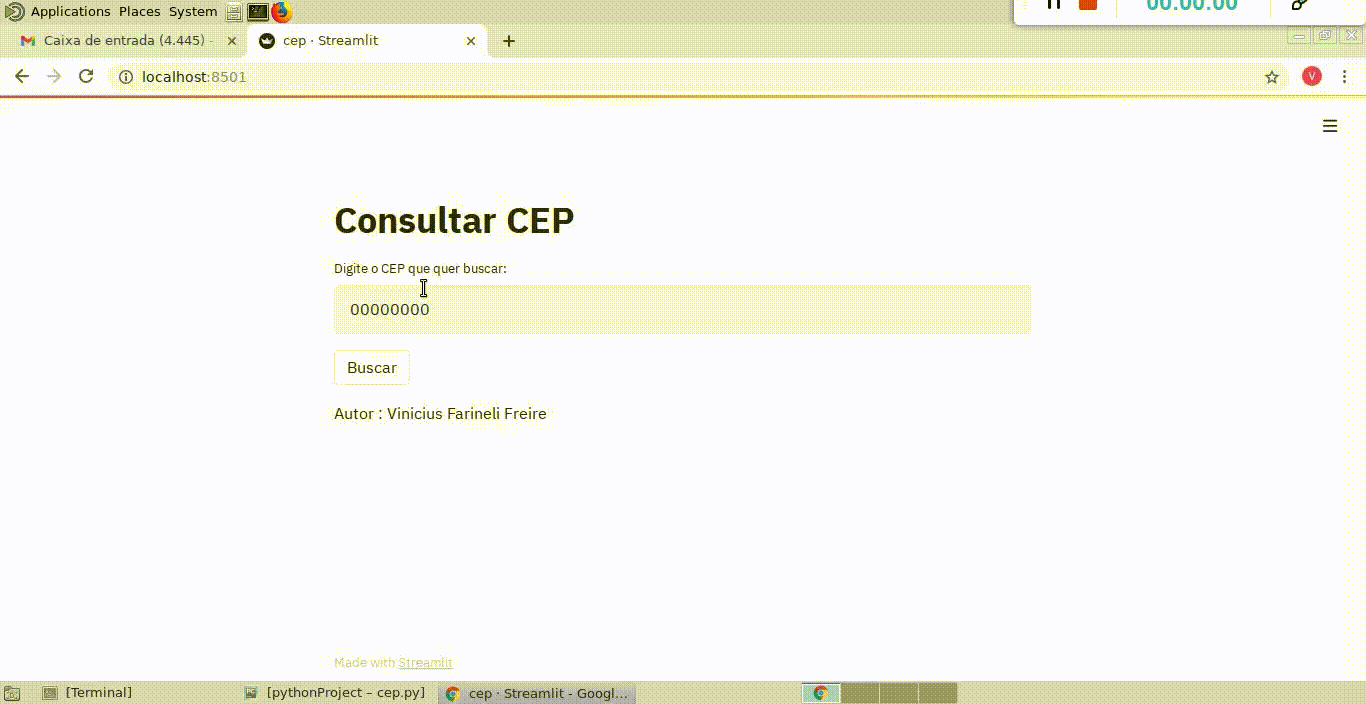 Applications Places System
00:00:00
Caixa de entrada (4.445) -
cep · Streamlit
localhost:8501
V
Consultar CEP
Digite o CEP que quer buscar:
00000000
Buscar
Autor : Vinicius Farineli Freire
Made with Streamlit
[Terminal]
[pythonProject – cep.py]
cep · Streamlit - Googl...